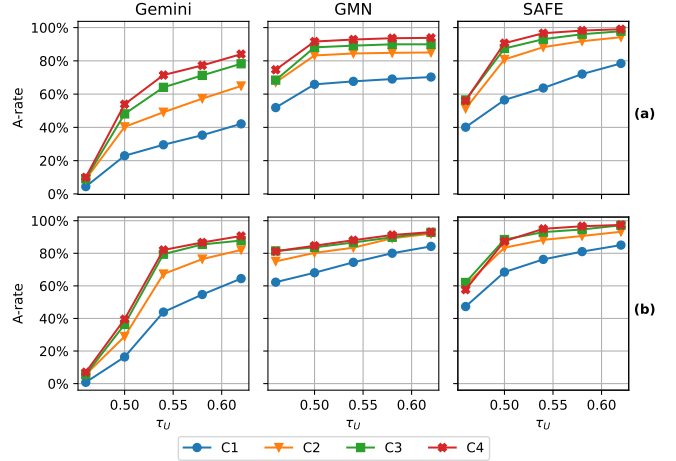 Gemini GMN SAFE
100%
80%
60%
40%
20%
0%
A-rate
(a)
100%
80%
60%
40%
20%
0%
A-rate
(b)
0.50 0.55 0.60 0.50 0.55 0.60 0.50 0.55 0.60
τU τU τU
C1 C2 C3 C4